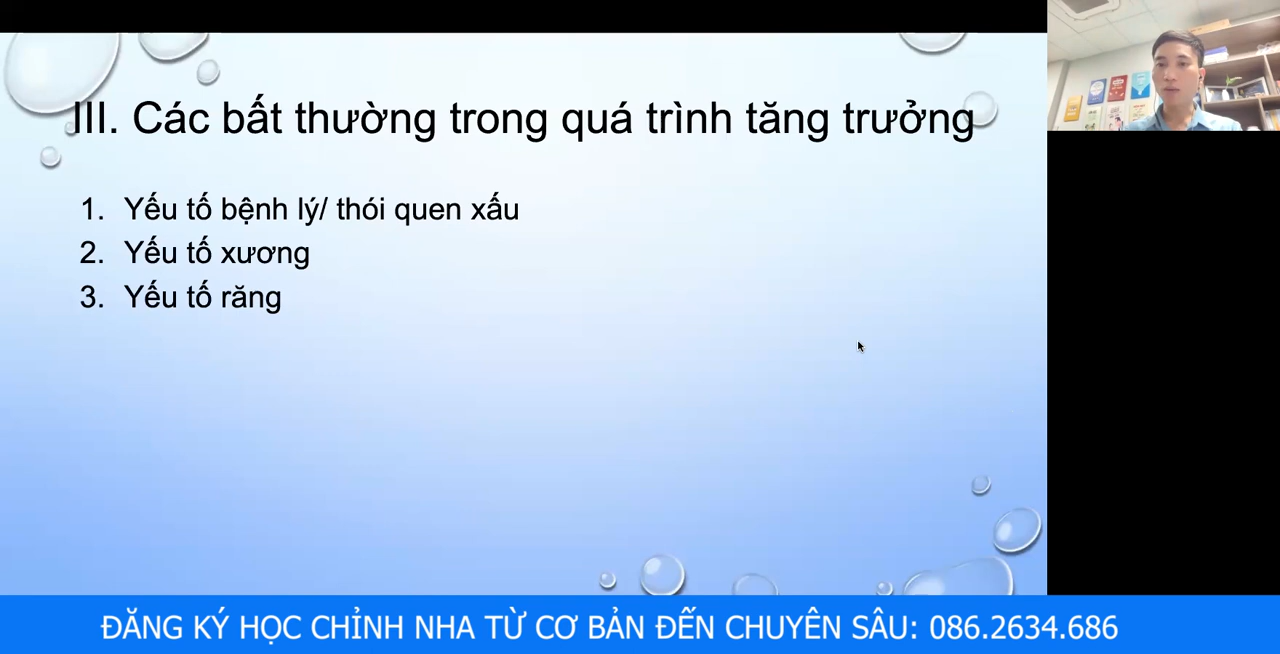 III. Các bất thường trong quá trình tăng trưởng
1. Yếu tố bệnh lý/ thói quen xấu
2. Yếu tố xương
3. Yếu tố răng
ĐĂNG KÝ HỌC CHỈNH NHA TỪ CƠ BẢN ĐẾN CHUYÊN SÂU: 086.2634.686